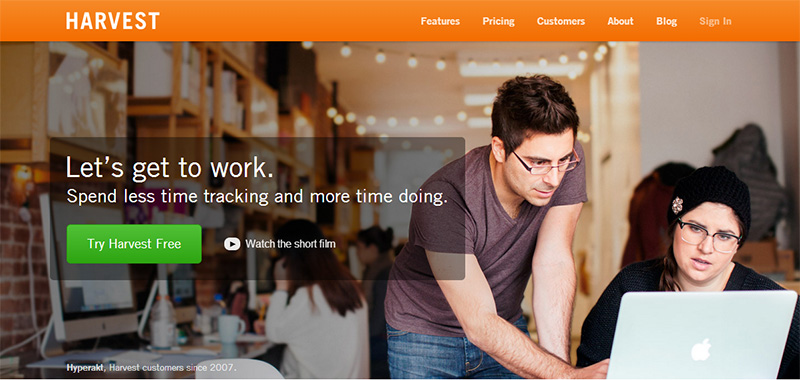 HARVEST
Features Pricing Customers About Blog Sign In
Let's get to work.
Spend less time tracking and more time doing.
Try Harvest Free
Watch the short film
Hyperakt, Harvest customers since 2007.